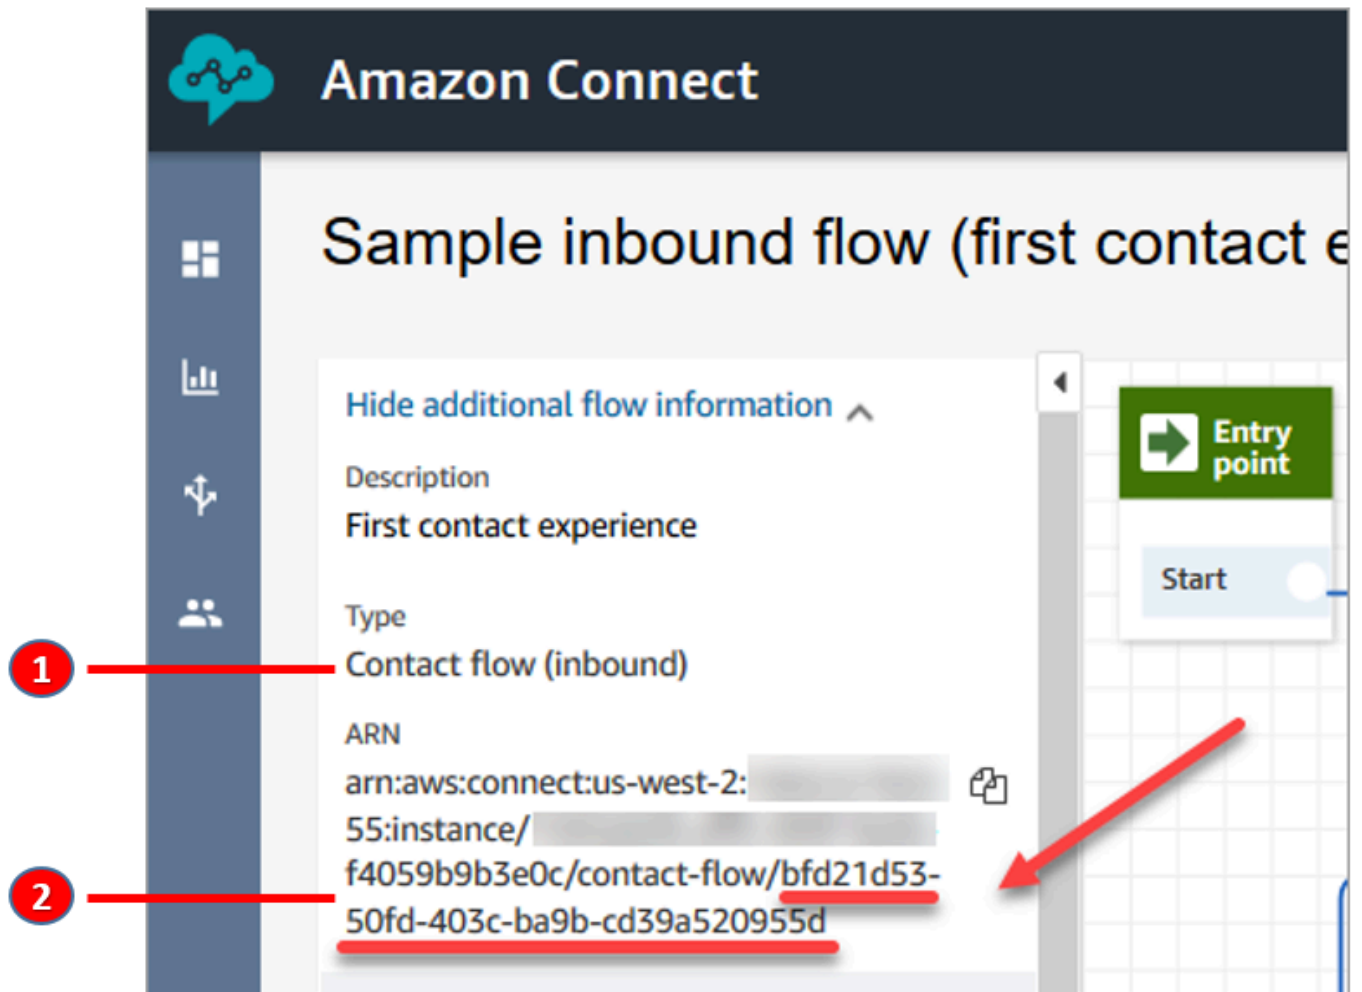 Amazon Connect
Sample inbound flow (first contact e
Hide additional flow information
Description
First contact experience
Type
1
Contact flow (inbound)
ARN
arn:aws:connect:us-west-2:
55:instance/
f4059b9b3e0c/contact-flow/bfd21d53-
2
50fd-403c-ba9b-cd39a520955d
Entry
point
Start